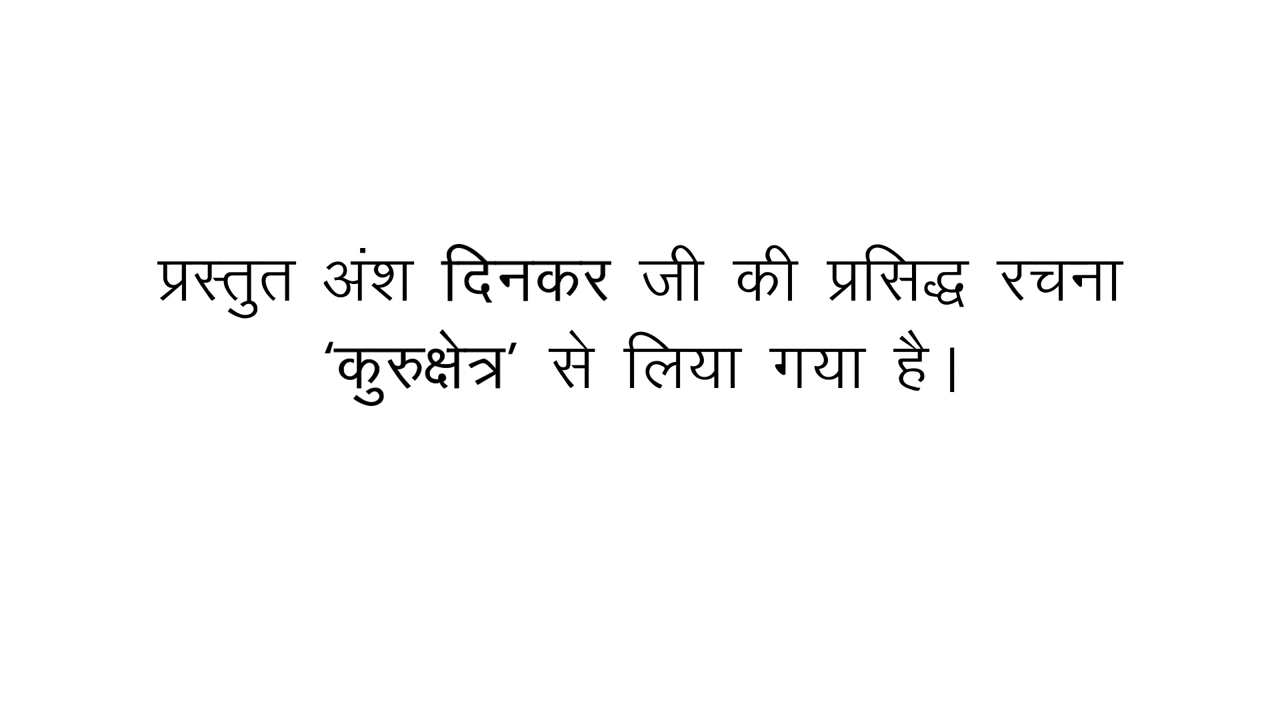 प्रस्तुत अंश दिनकर जी की प्रसिद्ध रचना
‘कुरुक्षेत्र’ से लिया गया है।